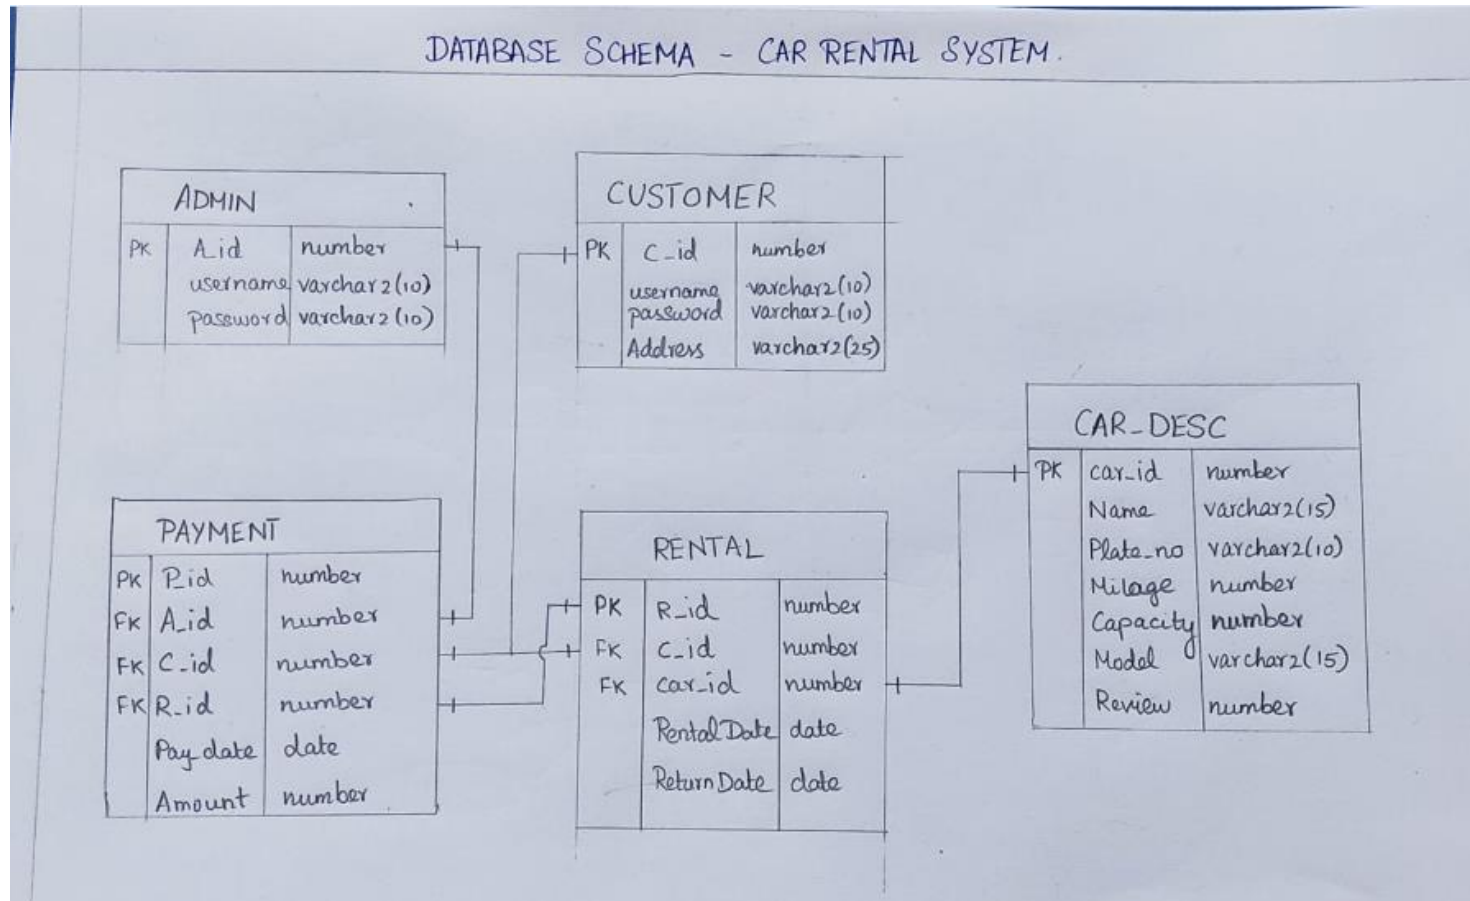 DATABASE SCHEMA - CAR RENTAL SYSTEM.
ADMIN
PK A_id number
username varchar2(10)
password varchar2(10)
CUSTOMER
PK C_id number
username varchar2(10)
password varchar2(10)
Address varchar2(25)
CAR_DESC
PK car_id number
Name varchar2(15)
Plate_no varchar2(10)
Milage number
Capacity number
Model varchar2(15)
Review number
PAYMENT
PK P_id number
FK A_id number
FK C_id number
FK R_id number
Pay_date date
Amount number
RENTAL
PK R_id number
FK C_id number
FK car_id number
RentalDate date
ReturnDate date